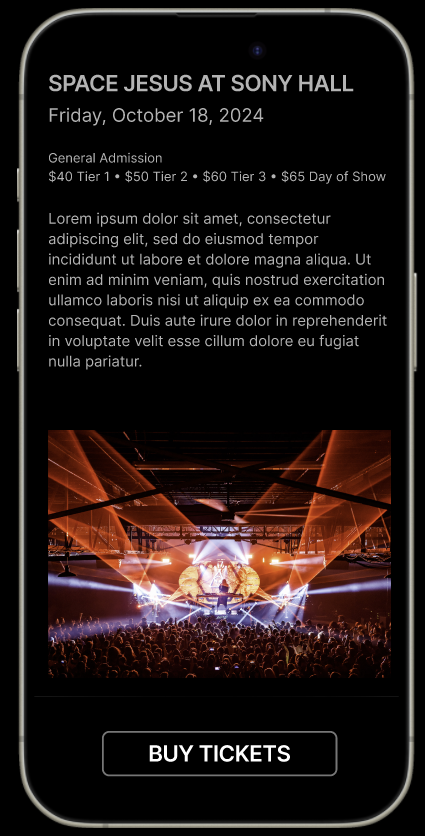 SPACE JESUS AT SONY HALL
Friday, October 18, 2024
General Admission
$40 Tier 1 • $50 Tier 2 • $60 Tier 3 • $65 Day of Show
Lorem ipsum dolor sit amet, consectetur
adipiscing elit, sed do eiusmod tempor
incididunt ut labore et dolore magna aliqua. Ut
enim ad minim veniam, quis nostrud exercitation
ullamco laboris nisi ut aliquip ex ea commodo
consequat. Duis aute irure dolor in reprehenderit
in voluptate velit esse cillum dolore eu fugiat
nulla pariatur.
BUY TICKETS